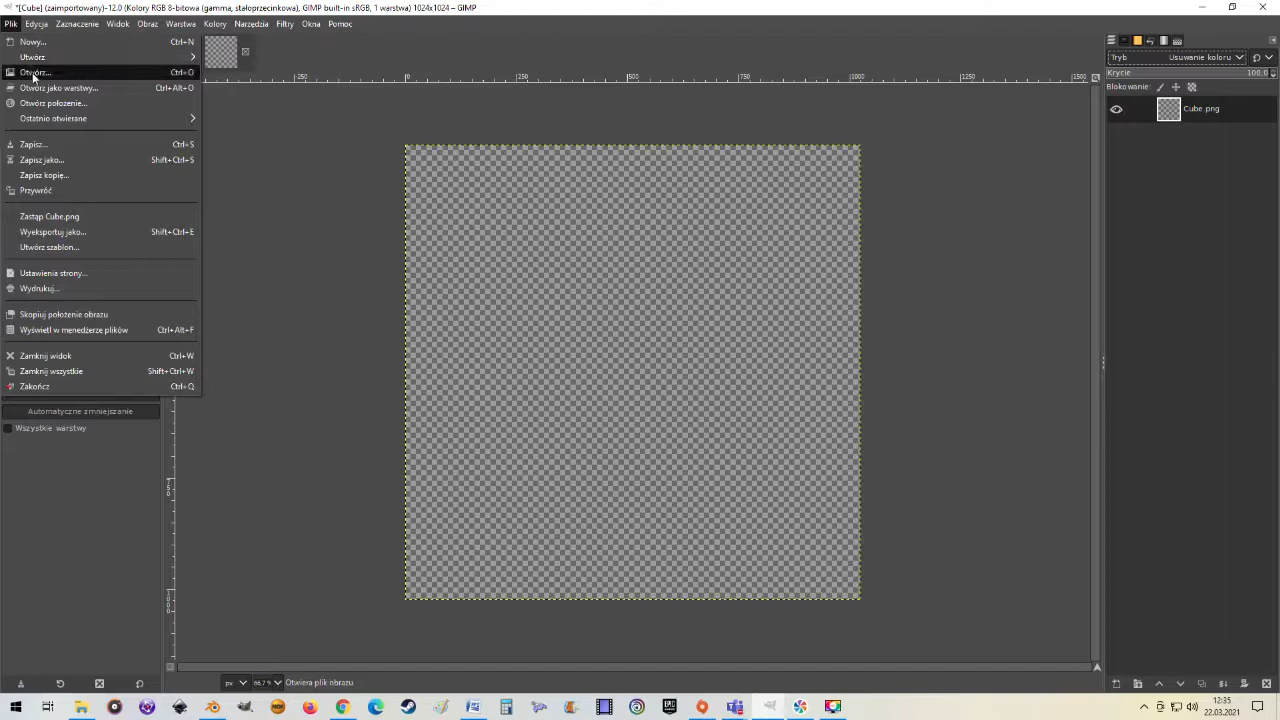 *[Cube] (zaimportowany)-12.0 (Kolory RGB 8-bitowa (gamma, stałoprzecinkowa), GIMP built-in sRGB, 1 warstwa) 1024x1024 – GIMP
Plik Edycja Zaznaczenie Widok Obraz Warstwa Kolory Narzędzia Filtry Okna Pomoc
Nowy... Ctrl+N
Utwórz
Otwórz... Ctrl+O
Otwórz jako warstwy... Ctrl+Alt+O
Otwórz położenie...
Ostatnio otwierane
Zapisz... Ctrl+S
Zapisz jako... Shift+Ctrl+S
Zapisz kopię...
Przywróć
Zastąp Cube.png
Wyeksportuj jako... Shift+Ctrl+E
Utwórz szablon...
Ustawienia strony...
Wydrukuj...
Skopiuj położenie obrazu
Wyświetl w menedżerze plików Ctrl+Alt+F
Zamknij widok Ctrl+W
Zamknij wszystkie Shift+Ctrl+W
Zakończ Ctrl+Q
Automatyczne zmniejszanie
Wszystkie warstwy
-250 0 250 500 750 1000 1250 1500
750
1000
Tryb Usuwanie koloru
Krycie 100.0
Blokowanie:
Cube.png
px 66.7 % Otwiera plik obrazu
12:35
22.03.2021